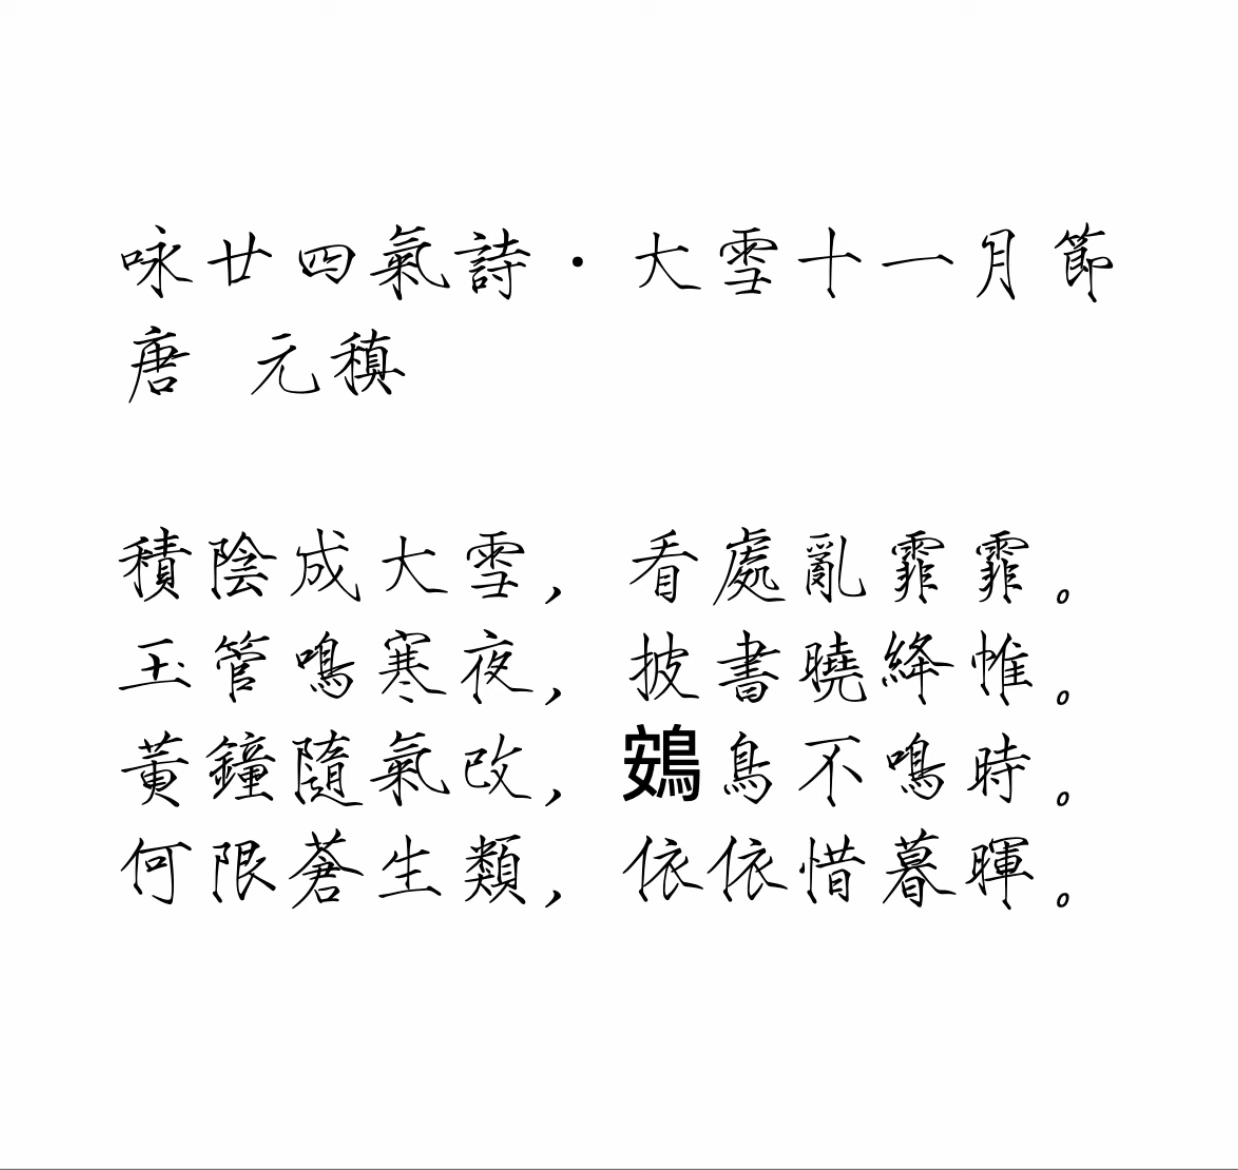 咏廿四氣詩·大雪十一月節
唐 元稹
積陰成大雪，看處亂霏霏。
玉管鳴寒夜，披書曉絳帷。
黃鐘隨氣改，鴳鳥不鳴時。
何限蒼生類，依依惜暮暉。